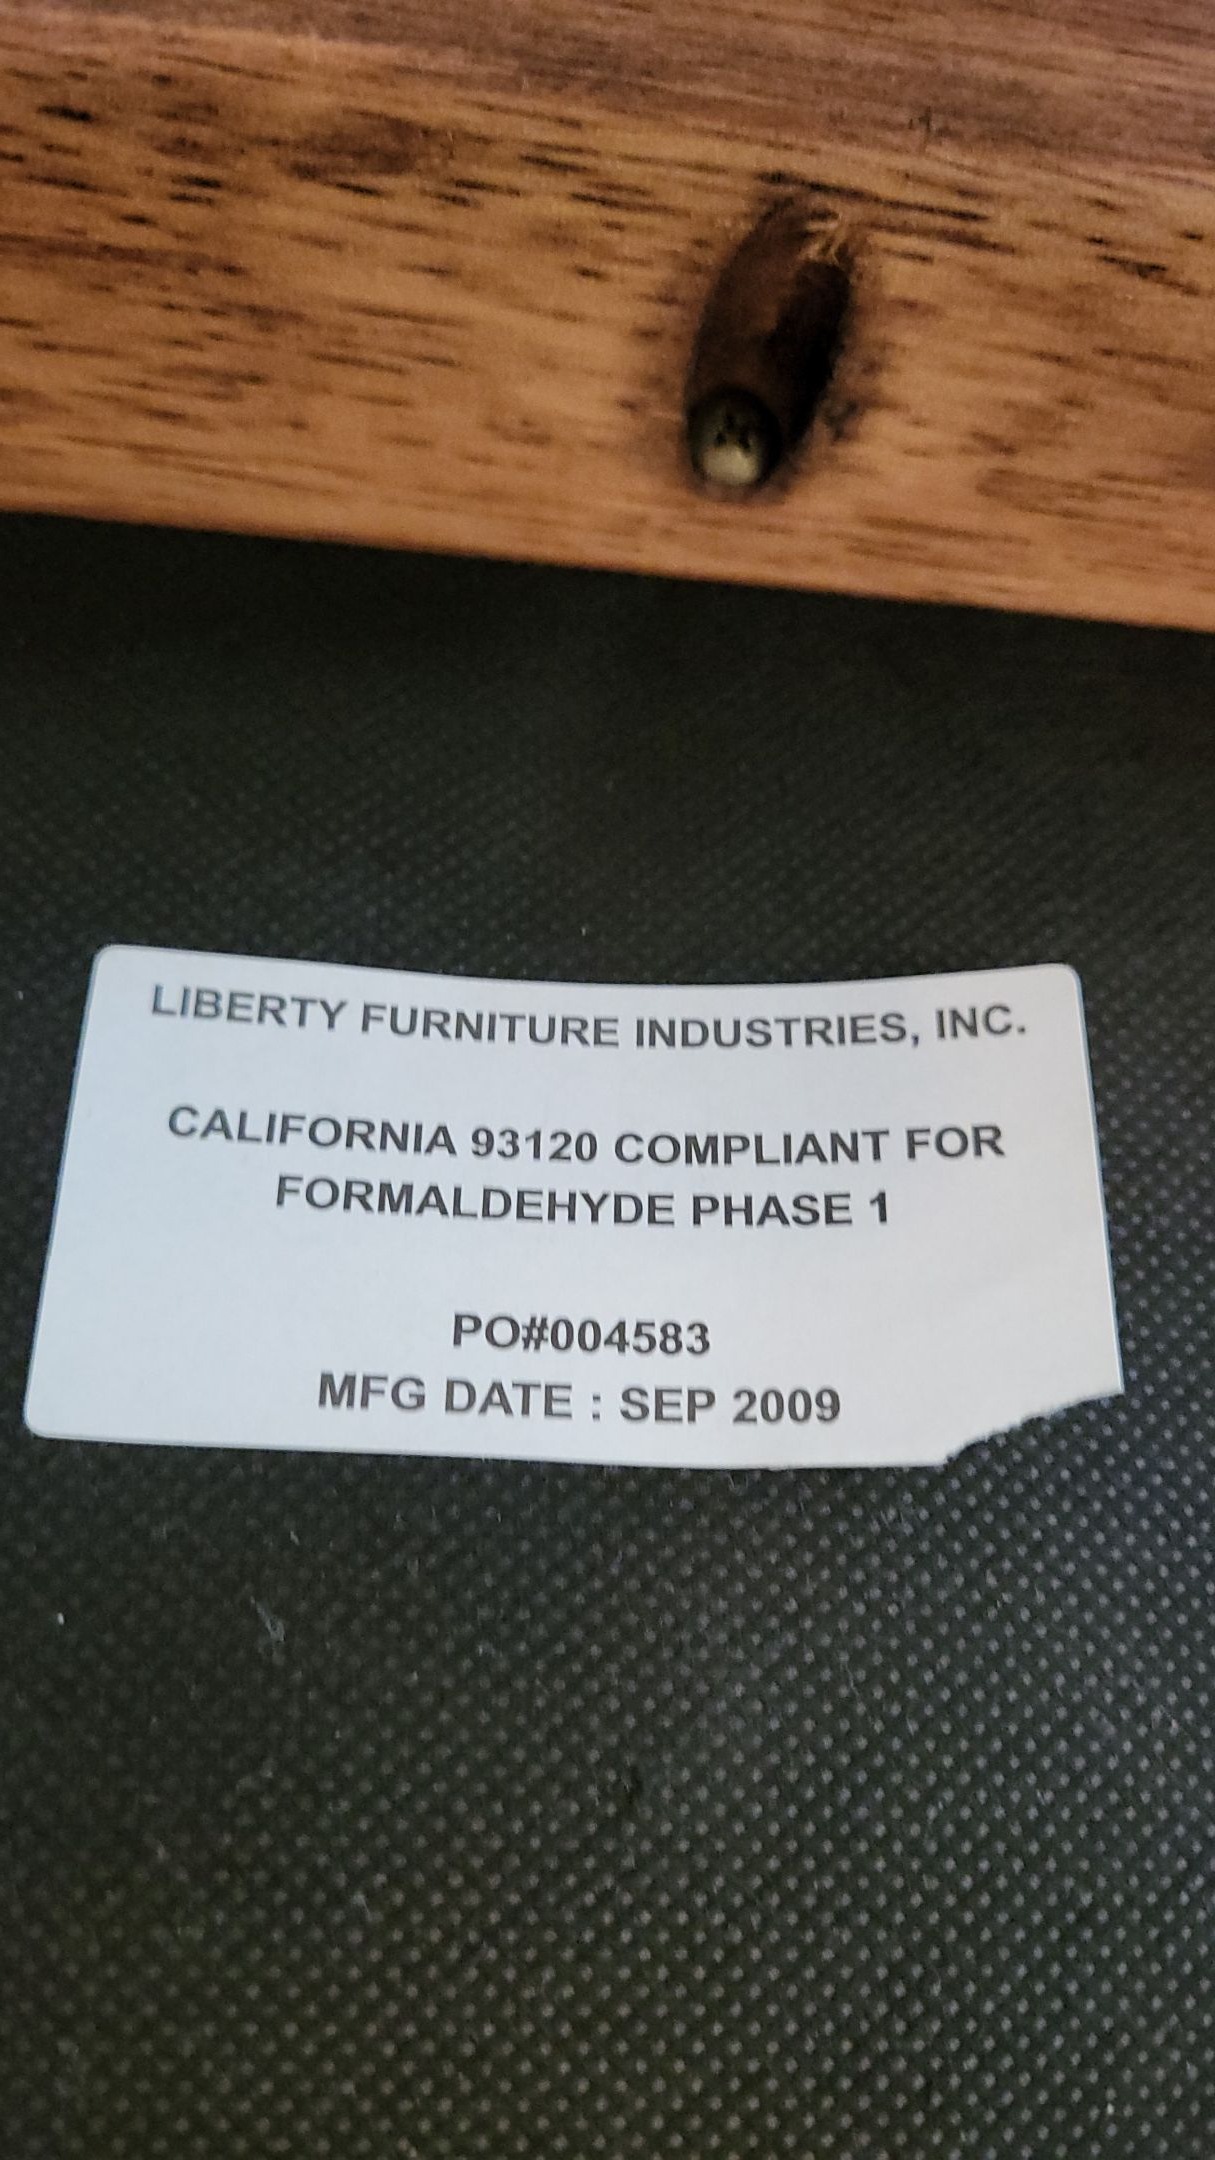 LIBERTY FURNITURE INDUSTRIES, INC.
CALIFORNIA 93120 COMPLIANT FOR
FORMALDEHYDE PHASE 1
PO#004583
MFG DATE : SEP 2009